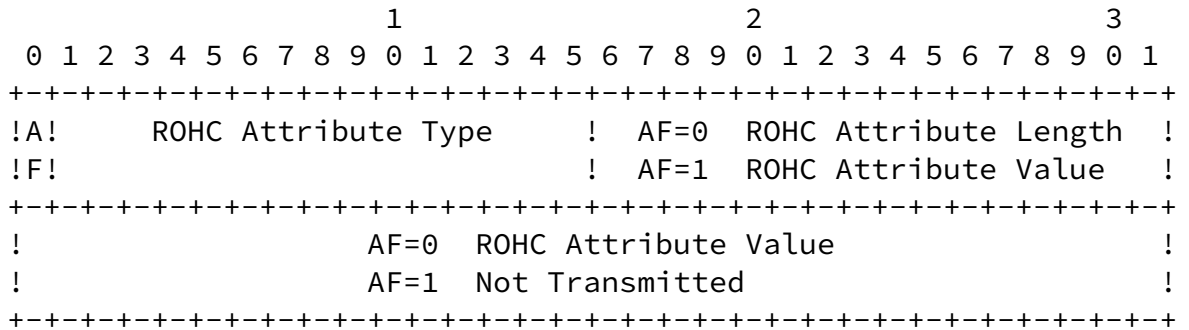 1                   2                   3
 0 1 2 3 4 5 6 7 8 9 0 1 2 3 4 5 6 7 8 9 0 1 2 3 4 5 6 7 8 9 0 1
+-+-+-+-+-+-+-+-+-+-+-+-+-+-+-+-+-+-+-+-+-+-+-+-+-+-+-+-+-+-+-+-+
!A!     ROHC Attribute Type     !  AF=0  ROHC Attribute Length  !
!F!                             !  AF=1  ROHC Attribute Value   !
+-+-+-+-+-+-+-+-+-+-+-+-+-+-+-+-+-+-+-+-+-+-+-+-+-+-+-+-+-+-+-+-+
!                   AF=0  ROHC Attribute Value                  !
!                   AF=1  Not Transmitted                       !
+-+-+-+-+-+-+-+-+-+-+-+-+-+-+-+-+-+-+-+-+-+-+-+-+-+-+-+-+-+-+-+-+